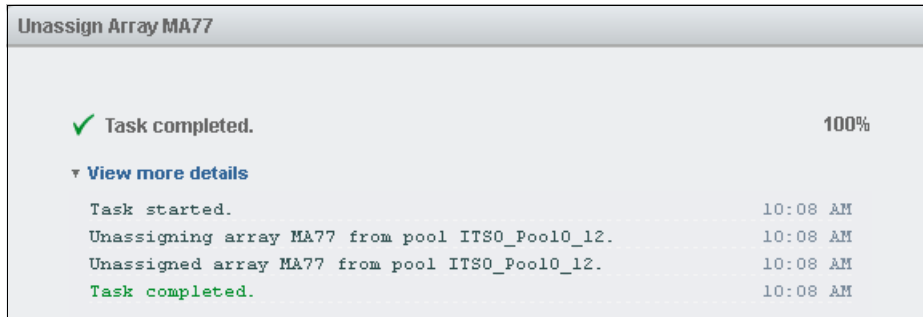 Unassign Array MA77
Task completed. 100%
View more details
Task started. 10:08 AM
Unassigning array MA77 from pool ITSO_Pool0_12. 10:08 AM
Unassigned array MA77 from pool ITSO_Pool0_12. 10:08 AM
Task completed. 10:08 AM